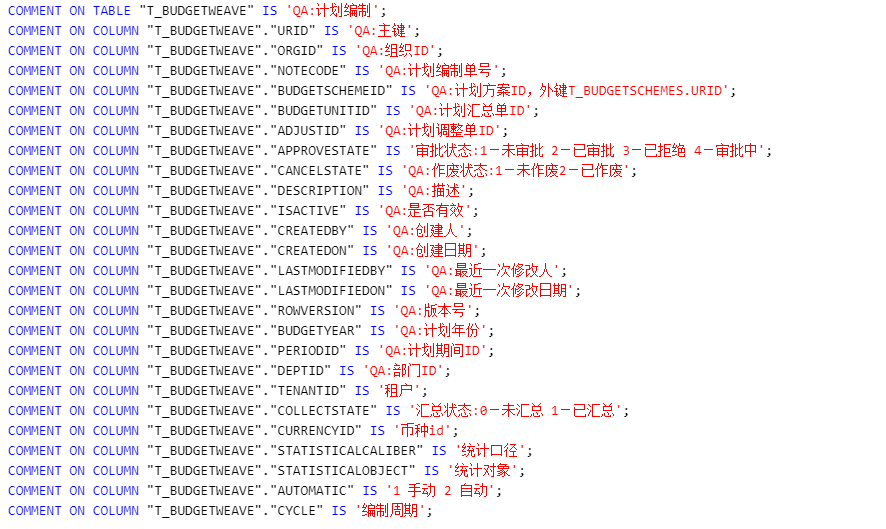 COMMENT ON TABLE "T_BUDGETWEAVE" IS 'QA:计划编制';
COMMENT ON COLUMN "T_BUDGETWEAVE"."URID" IS 'QA:主键';
COMMENT ON COLUMN "T_BUDGETWEAVE"."ORGID" IS 'QA:组织ID';
COMMENT ON COLUMN "T_BUDGETWEAVE"."NOTECODE" IS 'QA:计划编制单号';
COMMENT ON COLUMN "T_BUDGETWEAVE"."BUDGETSCHEMEID" IS 'QA:计划方案ID，外键T_BUDGETSCHEMES.URID';
COMMENT ON COLUMN "T_BUDGETWEAVE"."BUDGETUNITID" IS 'QA:计划汇总单ID';
COMMENT ON COLUMN "T_BUDGETWEAVE"."ADJUSTID" IS 'QA:计划调整单ID';
COMMENT ON COLUMN "T_BUDGETWEAVE"."APPROVESTATE" IS '审批状态:1－未审批 2－已审批 3－已拒绝 4－审批中';
COMMENT ON COLUMN "T_BUDGETWEAVE"."CANCELSTATE" IS 'QA:作废状态:1－未作废2－已作废';
COMMENT ON COLUMN "T_BUDGETWEAVE"."DESCRIPTION" IS 'QA:描述';
COMMENT ON COLUMN "T_BUDGETWEAVE"."ISACTIVE" IS 'QA:是否有效';
COMMENT ON COLUMN "T_BUDGETWEAVE"."CREATEDBY" IS 'QA:创建人';
COMMENT ON COLUMN "T_BUDGETWEAVE"."CREATEDON" IS 'QA:创建日期';
COMMENT ON COLUMN "T_BUDGETWEAVE"."LASTMODIFIEDBY" IS 'QA:最近一次修改人';
COMMENT ON COLUMN "T_BUDGETWEAVE"."LASTMODIFIEDON" IS 'QA:最近一次修改日期';
COMMENT ON COLUMN "T_BUDGETWEAVE"."ROWVERSION" IS 'QA:版本号';
COMMENT ON COLUMN "T_BUDGETWEAVE"."BUDGETYEAR" IS 'QA:计划年份';
COMMENT ON COLUMN "T_BUDGETWEAVE"."PERIODID" IS 'QA:计划期间ID';
COMMENT ON COLUMN "T_BUDGETWEAVE"."DEPTID" IS 'QA:部门ID';
COMMENT ON COLUMN "T_BUDGETWEAVE"."TENANTID" IS '租户';
COMMENT ON COLUMN "T_BUDGETWEAVE"."COLLECTSTATE" IS '汇总状态:0－未汇总 1－已汇总';
COMMENT ON COLUMN "T_BUDGETWEAVE"."CURRENCYID" IS '币种id';
COMMENT ON COLUMN "T_BUDGETWEAVE"."STATISTICALCALIBER" IS '统计口径';
COMMENT ON COLUMN "T_BUDGETWEAVE"."STATISTICALOBJECT" IS '统计对象';
COMMENT ON COLUMN "T_BUDGETWEAVE"."AUTOMATIC" IS '1 手动 2 自动';
COMMENT ON COLUMN "T_BUDGETWEAVE"."CYCLE" IS '编制周期';